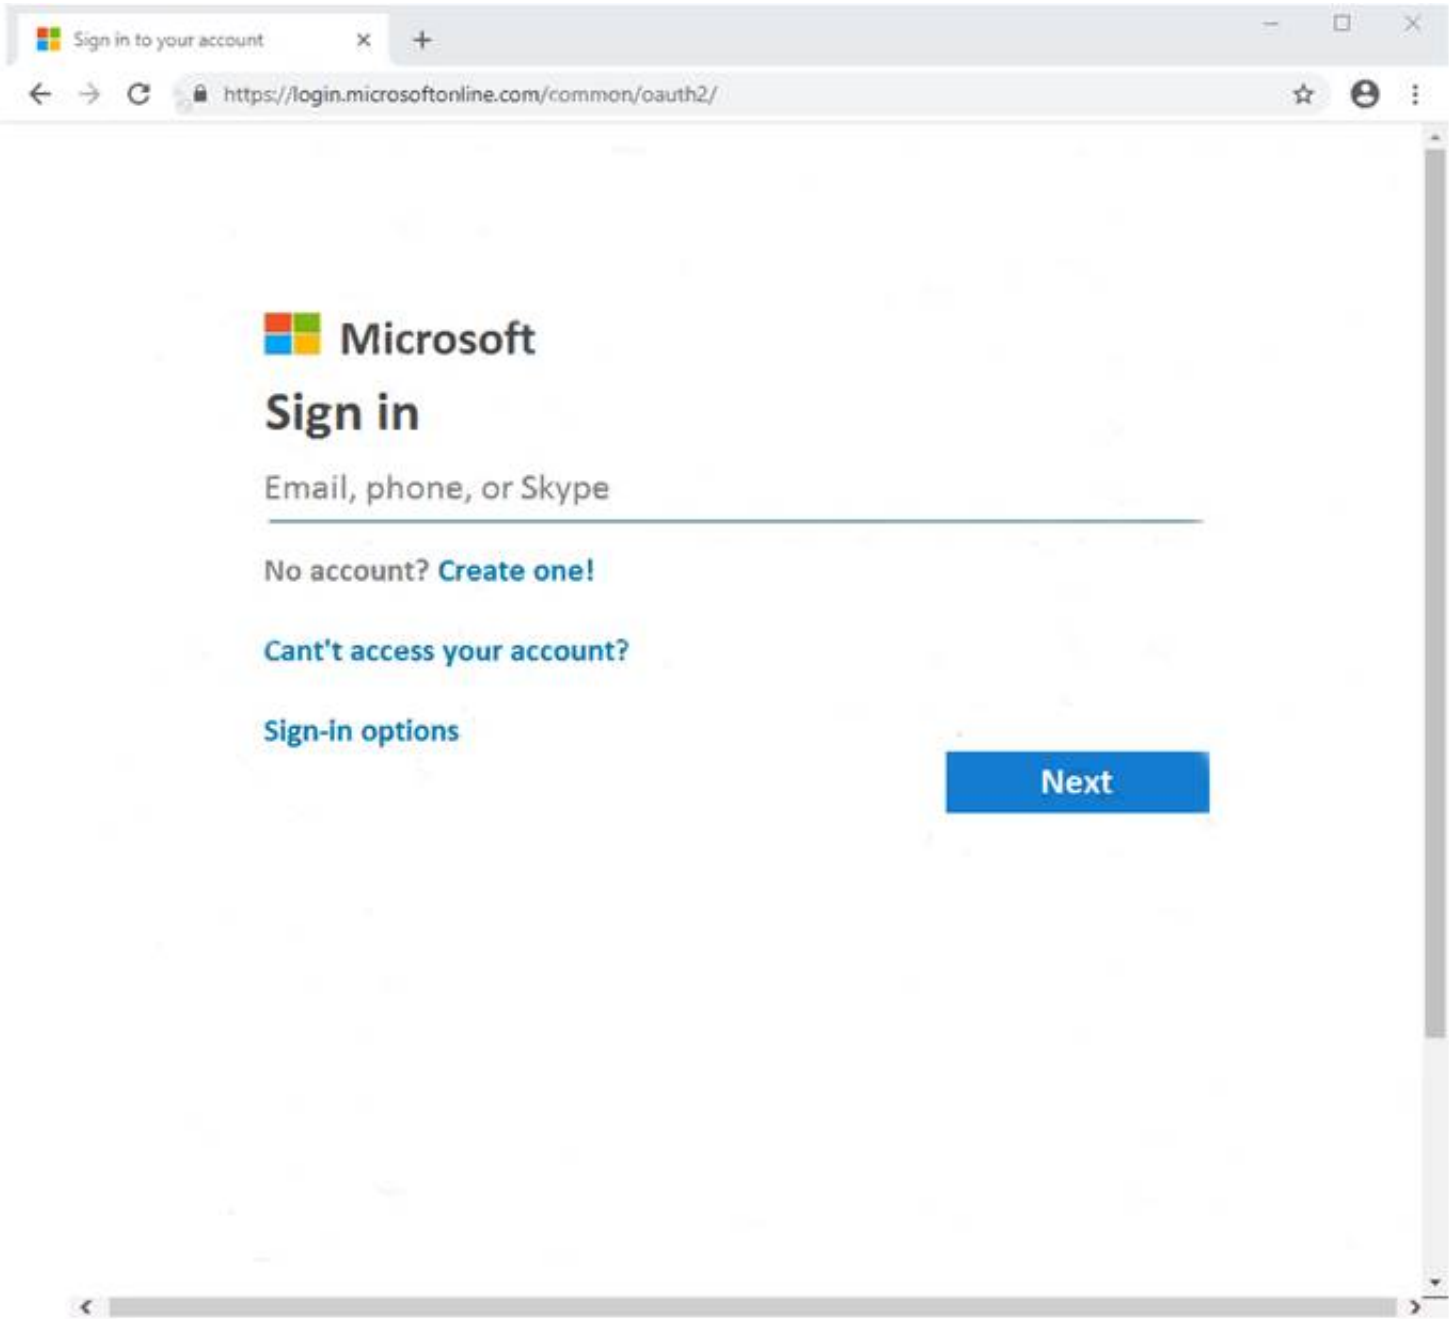 Sign in to your account
https://login.microsoftonline.com/common/oauth2/
Microsoft
Sign in
Email, phone, or Skype
No account? Create one!
Cant't access your account?
Sign-in options
Next